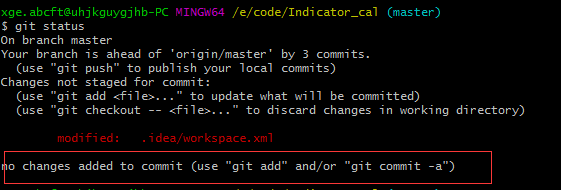 xge.abcft@uhjkguygjhb-PC MINGW64 /e/code/Indicator_cal (master)
$ git status
On branch master
Your branch is ahead of 'origin/master' by 3 commits.
  (use "git push" to publish your local commits)
Changes not staged for commit:
  (use "git add <file>..." to update what will be committed)
  (use "git checkout -- <file>..." to discard changes in working directory)
        modified:   .idea/workspace.xml
no changes added to commit (use "git add" and/or "git commit -a")